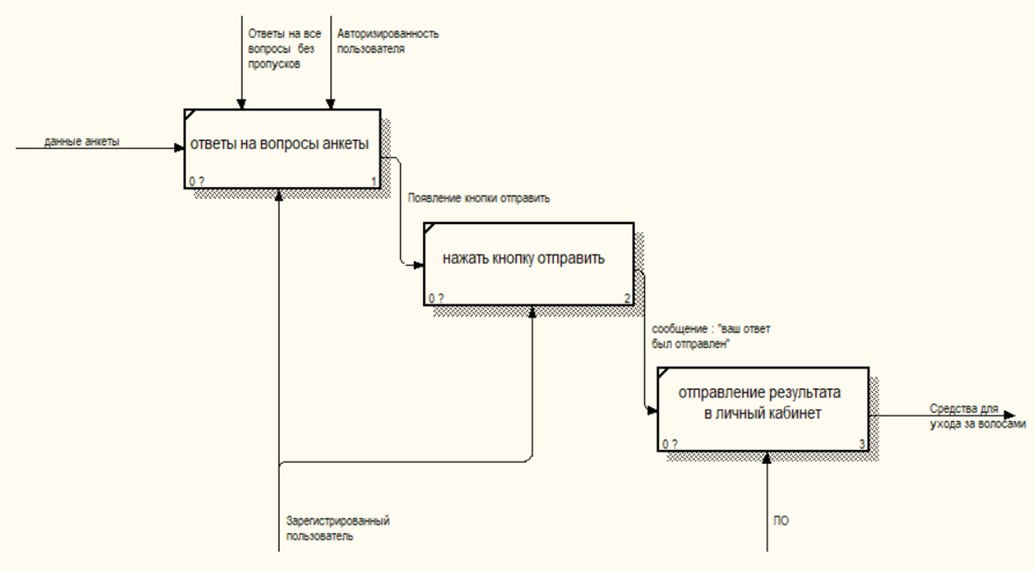 Ответы на все
вопросы без
пропусков
Авторизированность
пользователя
данные анкеты
ответы на вопросы анкеты
0 ?
1
Появление кнопки отправить
нажать кнопку отправить
0 ?
2
сообщение : "ваш ответ
был отправлен"
отправление результата
в личный кабинет
0 ?
3
Средства для
ухода за волосами
Зарегистрированный
пользователь
ПО